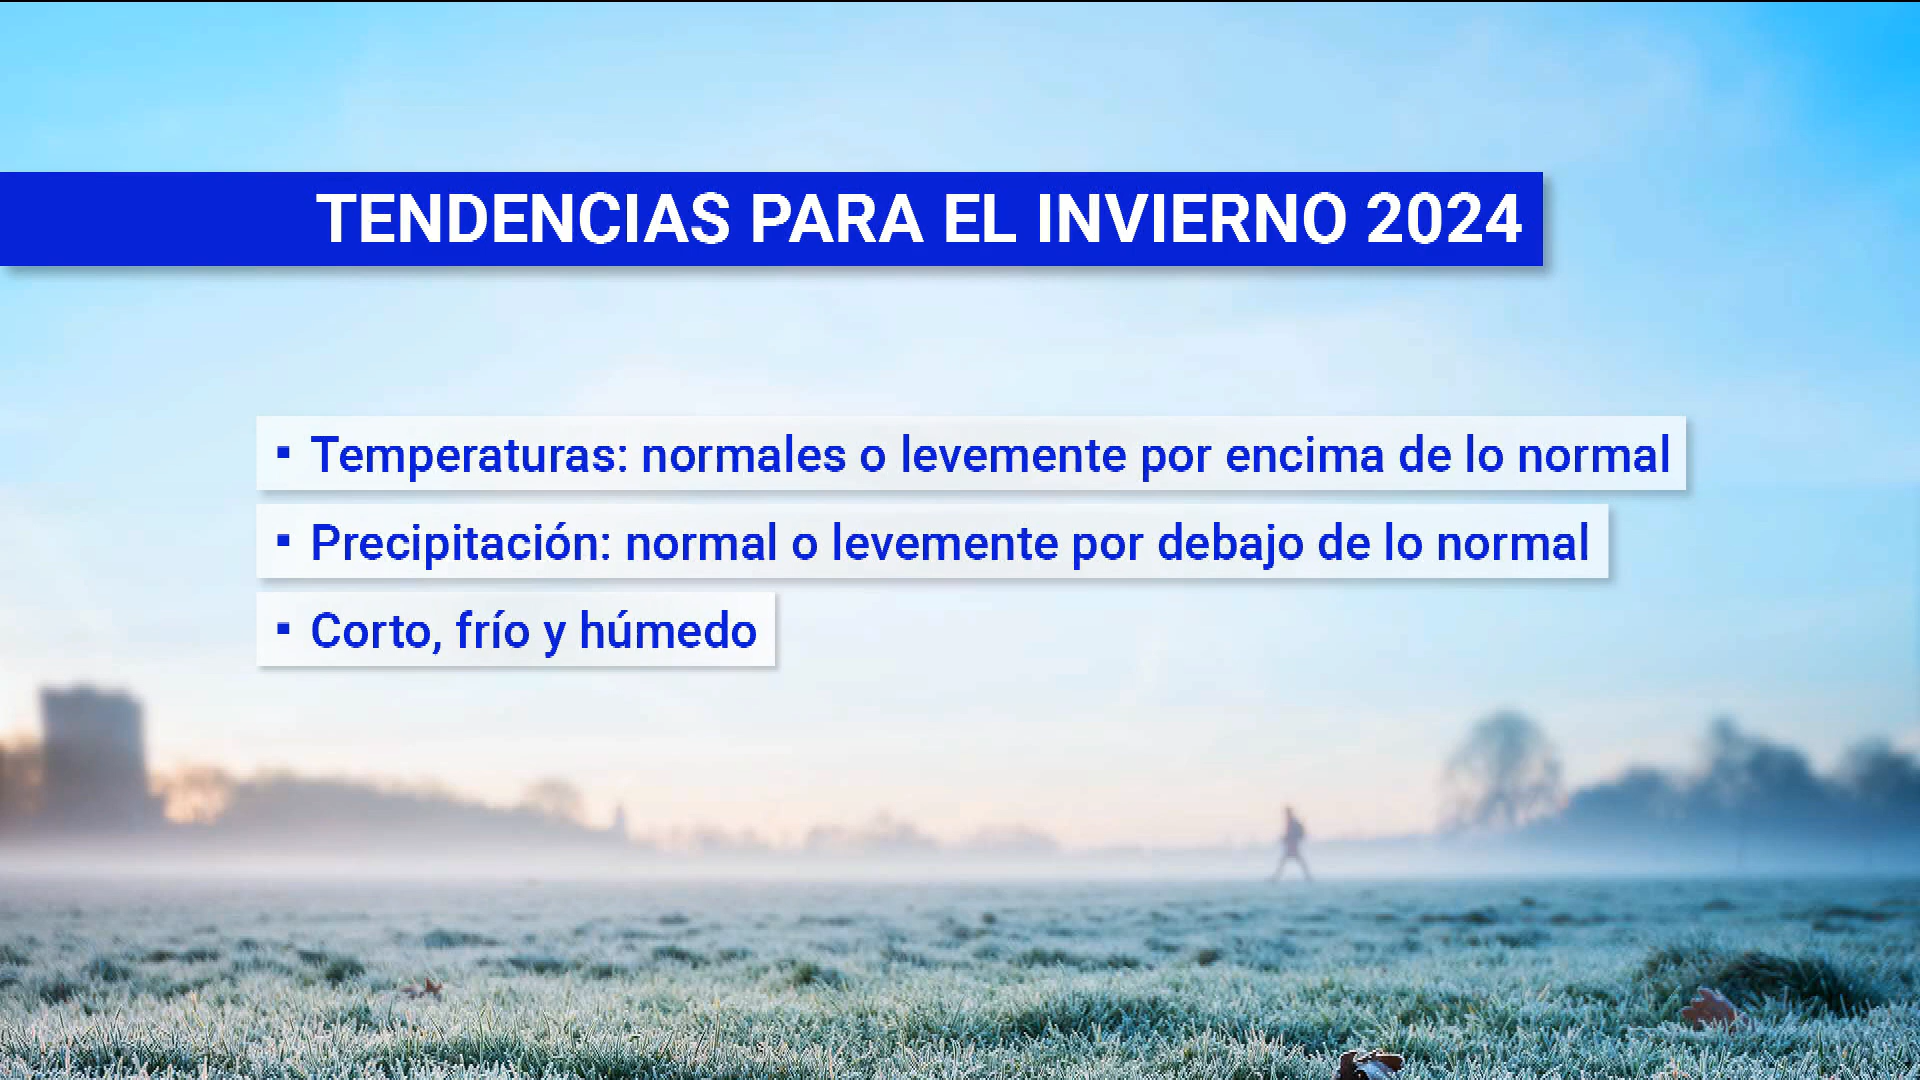 TENDENCIAS PARA EL INVIERNO 2024
▪ Temperaturas: normales o levemente por encima de lo normal
▪ Precipitación: normal o levemente por debajo de lo normal
▪ Corto, frío y húmedo